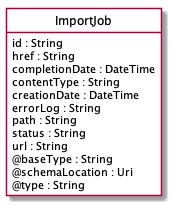 ImportJob
id : String
href : String
completionDate : DateTime
contentType : String
creationDate : DateTime
errorLog : String
path : String
status : String
url : String
@baseType : String
@schemaLocation : Uri
@type : String